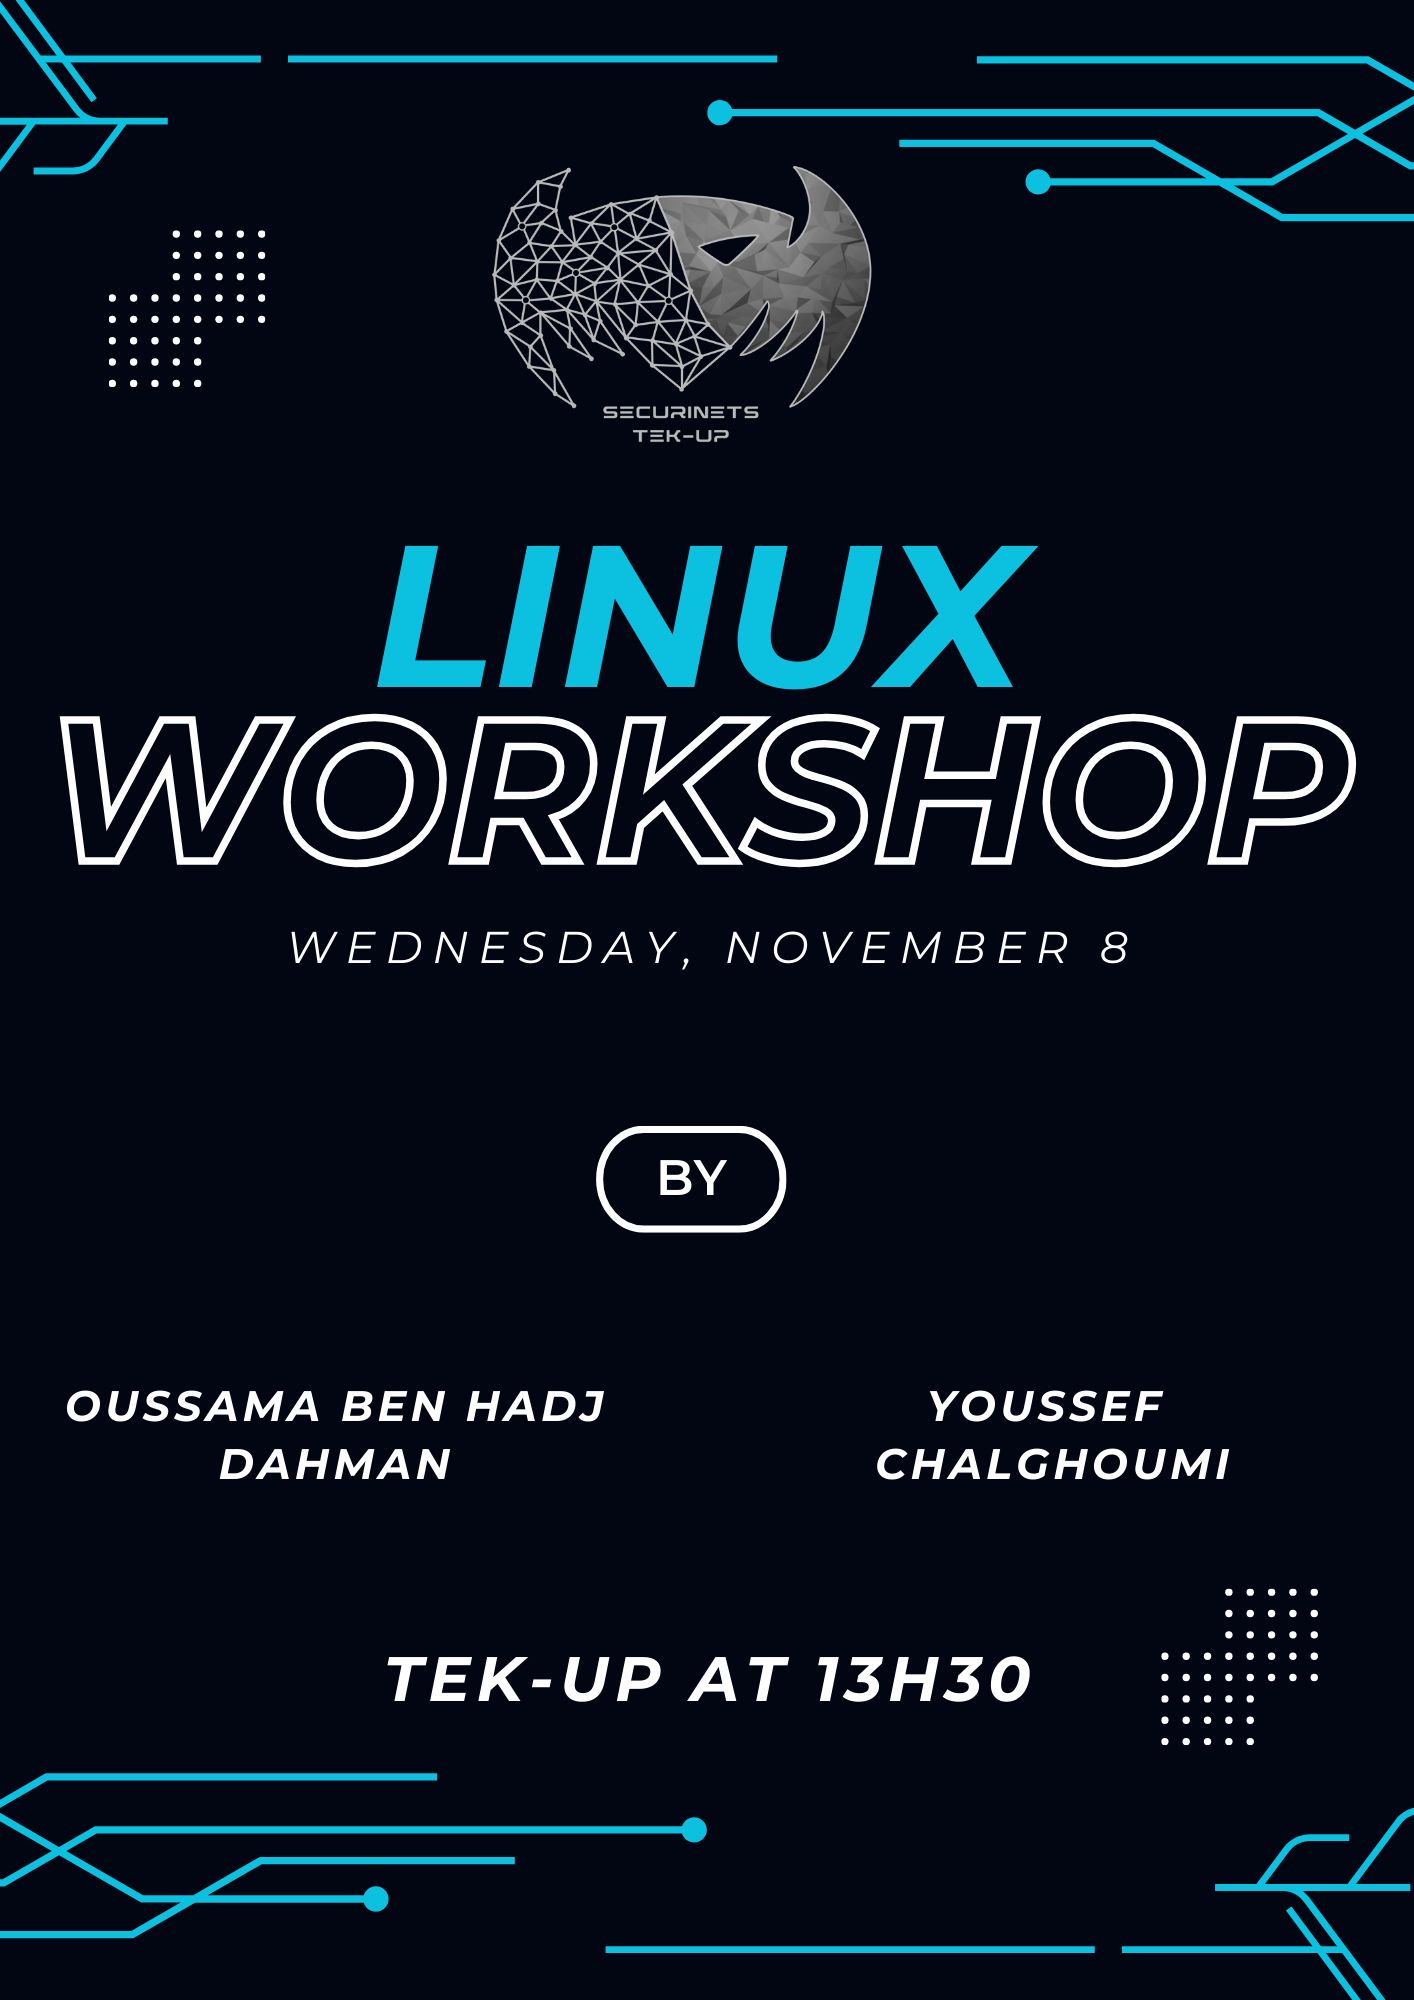 SECURINETS
TEK-UP
LINUX
WORKSHOP
WEDNESDAY, NOVEMBER 8
BY
OUSSAMA BEN HADJ
DAHMAN
YOUSSEF
CHALGHOUMI
TEK-UP AT 13H30